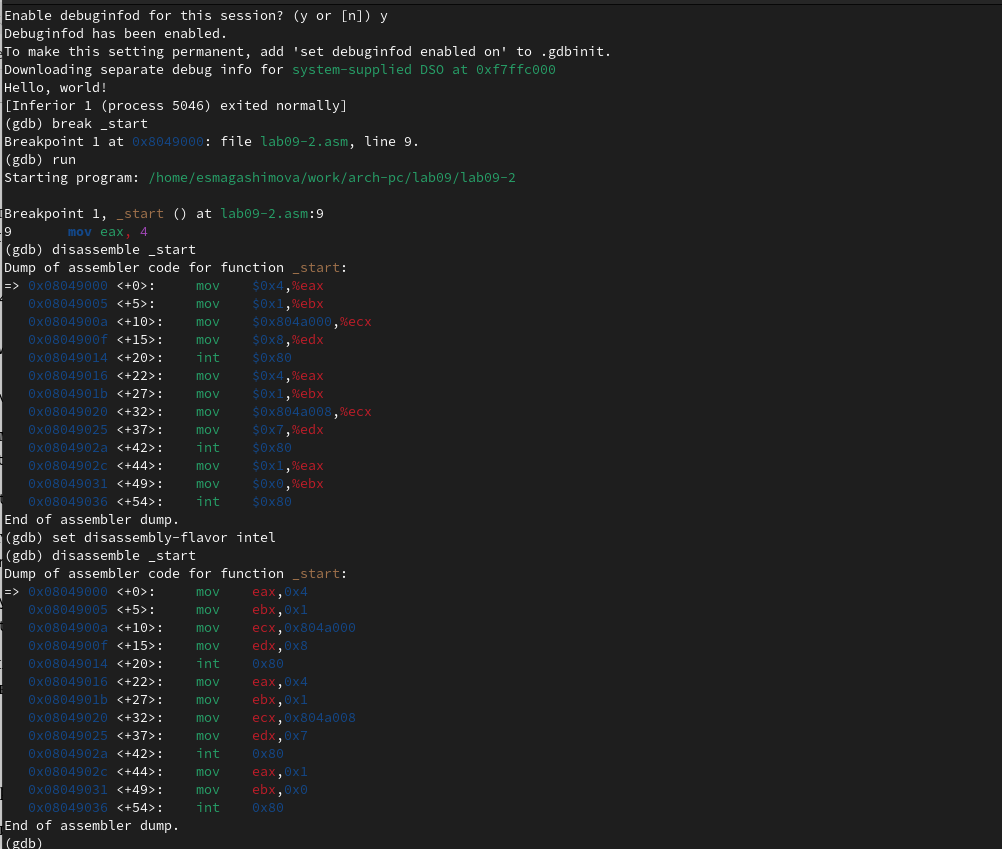 Enable debuginfod for this session? (y or [n]) y
Debuginfod has been enabled.
To make this setting permanent, add 'set debuginfod enabled on' to .gdbinit.
Downloading separate debug info for system-supplied DSO at 0xf7ffc000
Hello, world!
[Inferior 1 (process 5046) exited normally]
(gdb) break _start
Breakpoint 1 at 0x8049000: file lab09-2.asm, line 9.
(gdb) run
Starting program: /home/esmagashimova/work/arch-pc/lab09/lab09-2
Breakpoint 1, _start () at lab09-2.asm:9
9       mov eax, 4
(gdb) disassemble _start
Dump of assembler code for function _start:
=> 0x08049000 <+0>:     mov    $0x4,%eax
   0x08049005 <+5>:     mov    $0x1,%ebx
   0x0804900a <+10>:    mov    $0x804a000,%ecx
   0x0804900f <+15>:    mov    $0x8,%edx
   0x08049014 <+20>:    int    $0x80
   0x08049016 <+22>:    mov    $0x4,%eax
   0x0804901b <+27>:    mov    $0x1,%ebx
   0x08049020 <+32>:    mov    $0x804a008,%ecx
   0x08049025 <+37>:    mov    $0x7,%edx
   0x0804902a <+42>:    int    $0x80
   0x0804902c <+44>:    mov    $0x1,%eax
   0x08049031 <+49>:    mov    $0x0,%ebx
   0x08049036 <+54>:    int    $0x80
End of assembler dump.
(gdb) set disassembly-flavor intel
(gdb) disassemble _start
Dump of assembler code for function _start:
=> 0x08049000 <+0>:     mov    eax,0x4
   0x08049005 <+5>:     mov    ebx,0x1
   0x0804900a <+10>:    mov    ecx,0x804a000
   0x0804900f <+15>:    mov    edx,0x8
   0x08049014 <+20>:    int    0x80
   0x08049016 <+22>:    mov    eax,0x4
   0x0804901b <+27>:    mov    ebx,0x1
   0x08049020 <+32>:    mov    ecx,0x804a008
   0x08049025 <+37>:    mov    edx,0x7
   0x0804902a <+42>:    int    0x80
   0x0804902c <+44>:    mov    eax,0x1
   0x08049031 <+49>:    mov    ebx,0x0
   0x08049036 <+54>:    int    0x80
End of assembler dump.
(gdb)